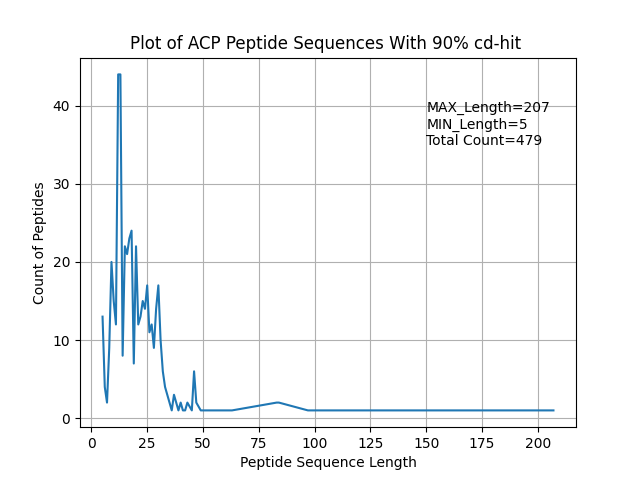 Plot of ACP Peptide Sequences With 90% cd-hit
MAX_Length=207
MIN_Length=5
Total Count=479
Count of Peptides
40
30
20
10
0
0 25 50 75 100 125 150 175 200
Peptide Sequence Length